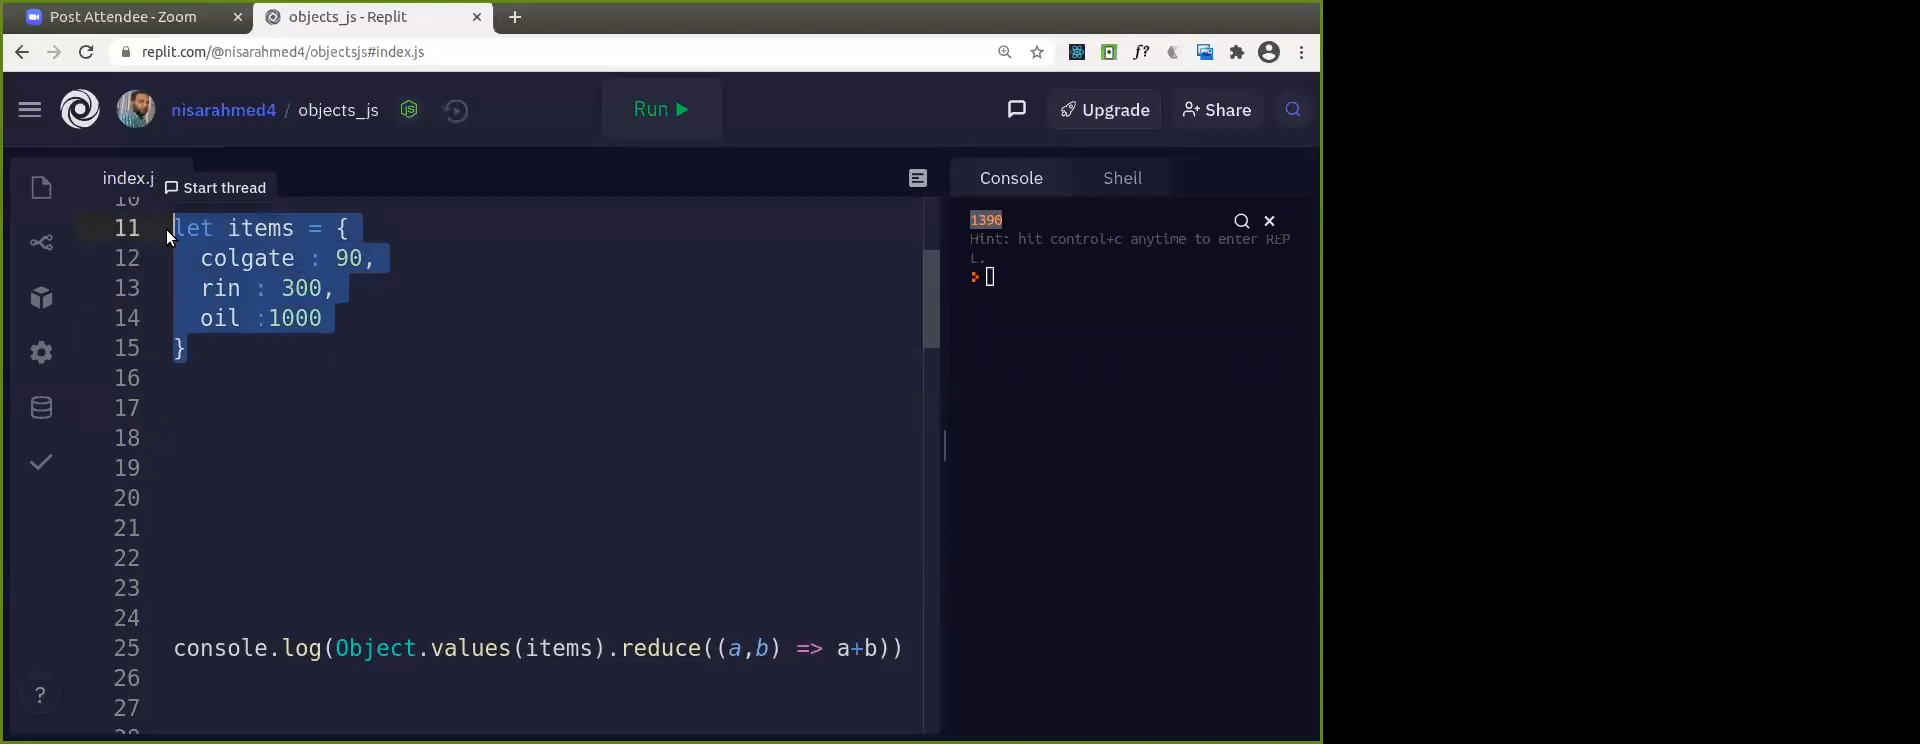 Post Attendee - Zoom
objects_js - Replit
replit.com/@nisarahmed4/objectsjs#index.js
f?
nisarahmed4 / objects_js
Run
Upgrade
Share
index.j
Start thread
Console
Shell
10
11 let items = {
12 colgate : 90,
13 rin : 300,
14 oil :1000
15 }
16
17
18
19
20
21
22
23
24
25 console.log(Object.values(items).reduce((a,b) => a+b))
26
27
1390
Hint: hit control+c anytime to enter REP
L.
?